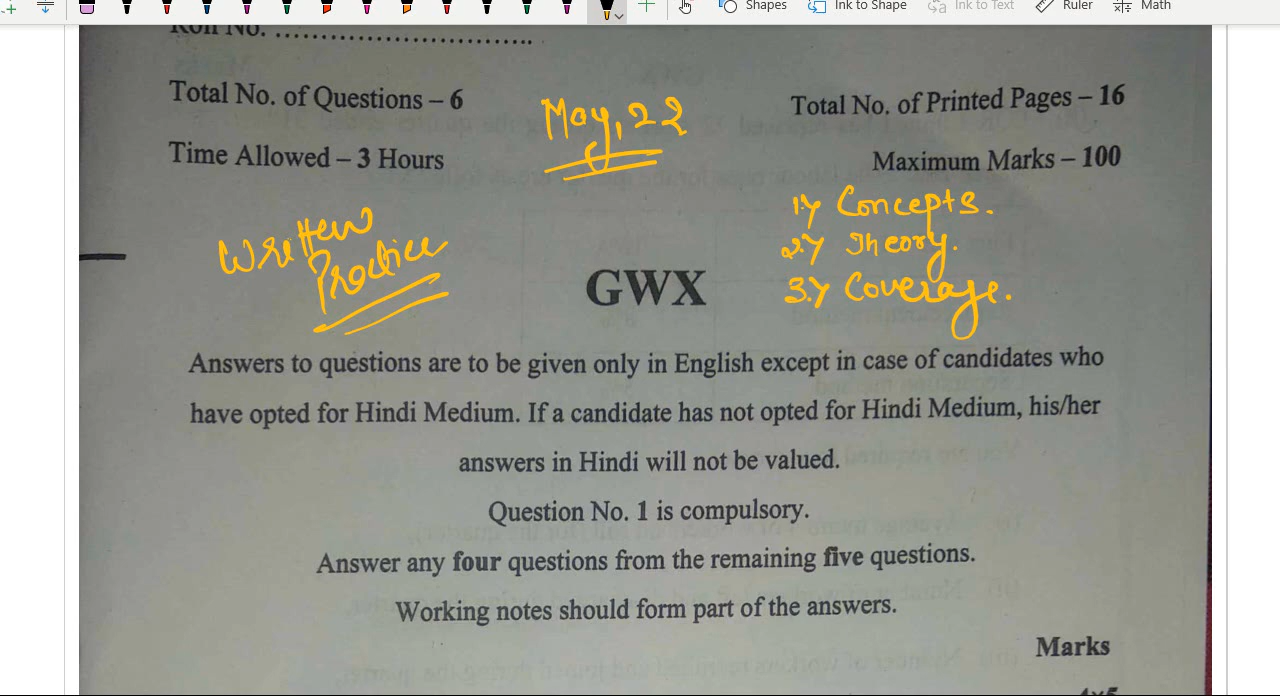 Shapes Ink to Shape Ink to Text Ruler Math
Roll No. ................................
Total No. of Questions – 6
May, 22
Total No. of Printed Pages – 16
Time Allowed – 3 Hours
Maximum Marks – 100
Written
Practice
1.) Concepts.
2.) Theory.
3.) Coverage.
GWX
Answers to questions are to be given only in English except in case of candidates who
have opted for Hindi Medium. If a candidate has not opted for Hindi Medium, his/her
answers in Hindi will not be valued.
Question No. 1 is compulsory.
Answer any four questions from the remaining five questions.
Working notes should form part of the answers.
Marks
4x5